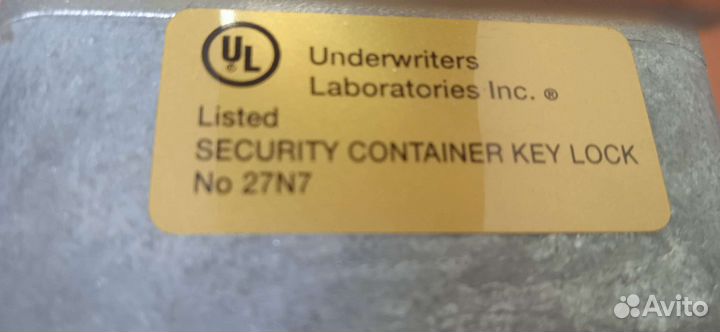 UL®
Underwriters
Laboratories Inc. ®
Listed
SECURITY CONTAINER KEY LOCK
No 27N7
Avito